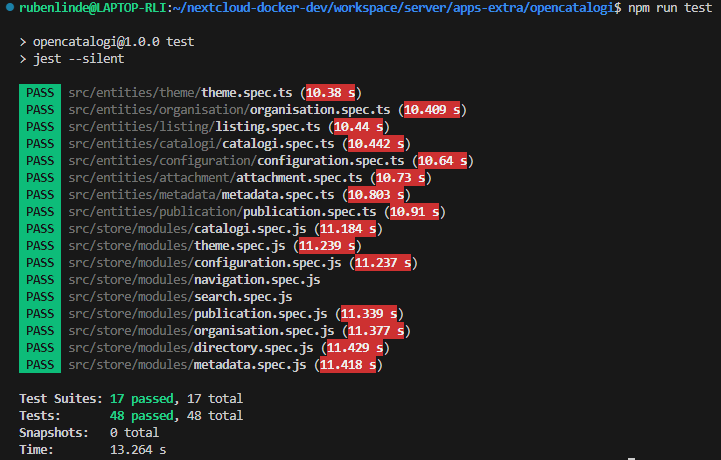 rubenlinde@LAPTOP-RLI:~/nextcloud-docker-dev/workspace/server/apps-extra/opencatalogi$ npm run test
> opencatalogi@1.0.0 test
> jest --silent
PASS src/entities/theme/theme.spec.ts (10.38 s)
PASS src/entities/organisation/organisation.spec.ts (10.409 s)
PASS src/entities/listing/listing.spec.ts (10.44 s)
PASS src/entities/catalogi/catalogi.spec.ts (10.442 s)
PASS src/entities/configuration/configuration.spec.ts (10.64 s)
PASS src/entities/attachment/attachment.spec.ts (10.73 s)
PASS src/entities/metadata/metadata.spec.ts (10.803 s)
PASS src/entities/publication/publication.spec.ts (10.91 s)
PASS src/store/modules/catalogi.spec.js (11.184 s)
PASS src/store/modules/theme.spec.js (11.239 s)
PASS src/store/modules/configuration.spec.js (11.237 s)
PASS src/store/modules/navigation.spec.js
PASS src/store/modules/search.spec.js
PASS src/store/modules/publication.spec.js (11.339 s)
PASS src/store/modules/organisation.spec.js (11.377 s)
PASS src/store/modules/directory.spec.js (11.429 s)
PASS src/store/modules/metadata.spec.js (11.418 s)
Test Suites: 17 passed, 17 total
Tests: 48 passed, 48 total
Snapshots: 0 total
Time: 13.264 s